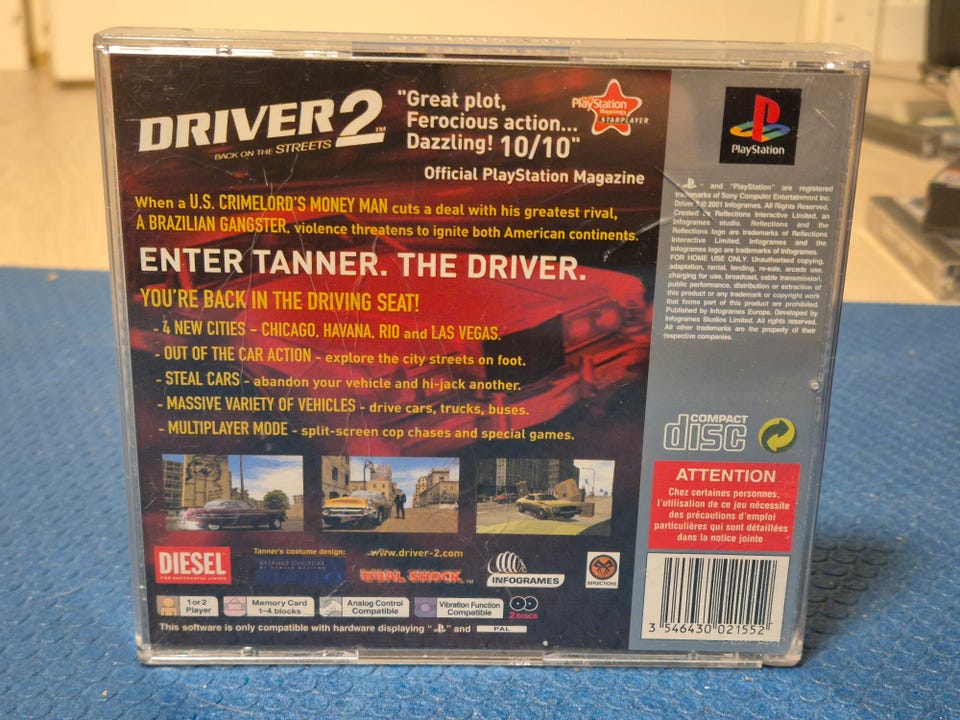 DRIVER 2™
BACK ON THE STREETS
"Great plot,
Ferocious action...
Dazzling! 10/10"
Official PlayStation Magazine
PlayStation
Magazine
STARPLAYER
When a U.S. CRIMELORD'S MONEY MAN cuts a deal with his greatest rival,
A BRAZILIAN GANGSTER, violence threatens to ignite both American continents.
ENTER TANNER. THE DRIVER.
YOU'RE BACK IN THE DRIVING SEAT!
- 4 NEW CITIES – CHICAGO, HAVANA, RIO and LAS VEGAS.
- OUT OF THE CAR ACTION - explore the city streets on foot.
- STEAL CARS - abandon your vehicle and hi-jack another.
- MASSIVE VARIETY OF VEHICLES - drive cars, trucks, buses.
- MULTIPLAYER MODE - split-screen cop chases and special games.
DIESEL
FOR SUCCESSFUL LIVING
Tanner's costume design:
www.driver-2.com
DUAL SHOCK™
INFOGRAMES
REFLECTIONS
1 or 2
Player
Memory Card
1-4 blocks
Analog Control
Compatible
Vibration Function
Compatible
2 DISCS
This software is only compatible with hardware displaying " " and PAL
PlayStation
" " and "PlayStation" are registered
trademarks of Sony Computer Entertainment Inc.
Driver 2 © 2001 Infogrames. All Rights Reserved.
Created by Reflections Interactive Limited, an
Infogrames studio. Reflections and the
Reflections logo are trademarks of Reflections
Interactive Limited. Infogrames and the
Infogrames logo are trademarks of Infogrames.
FOR HOME USE ONLY. Unauthorised copying,
adaptation, rental, lending, re-sale, arcade use,
charging for use, broadcast, cable transmission,
public performance, distribution or extraction of
this product or any trademark or copyright work
that forms part of this product are prohibited.
Published by Infogrames Europe. Developed by
Infogrames Studios Limited. All rights reserved.
All other trademarks are the property of their
respective companies.
COMPACT
disc
ATTENTION
Chez certaines personnes,
l'utilisation de ce jeu nécessite
des précautions d'emploi
particulières qui sont détaillées
dans la notice jointe
3 546430 021552